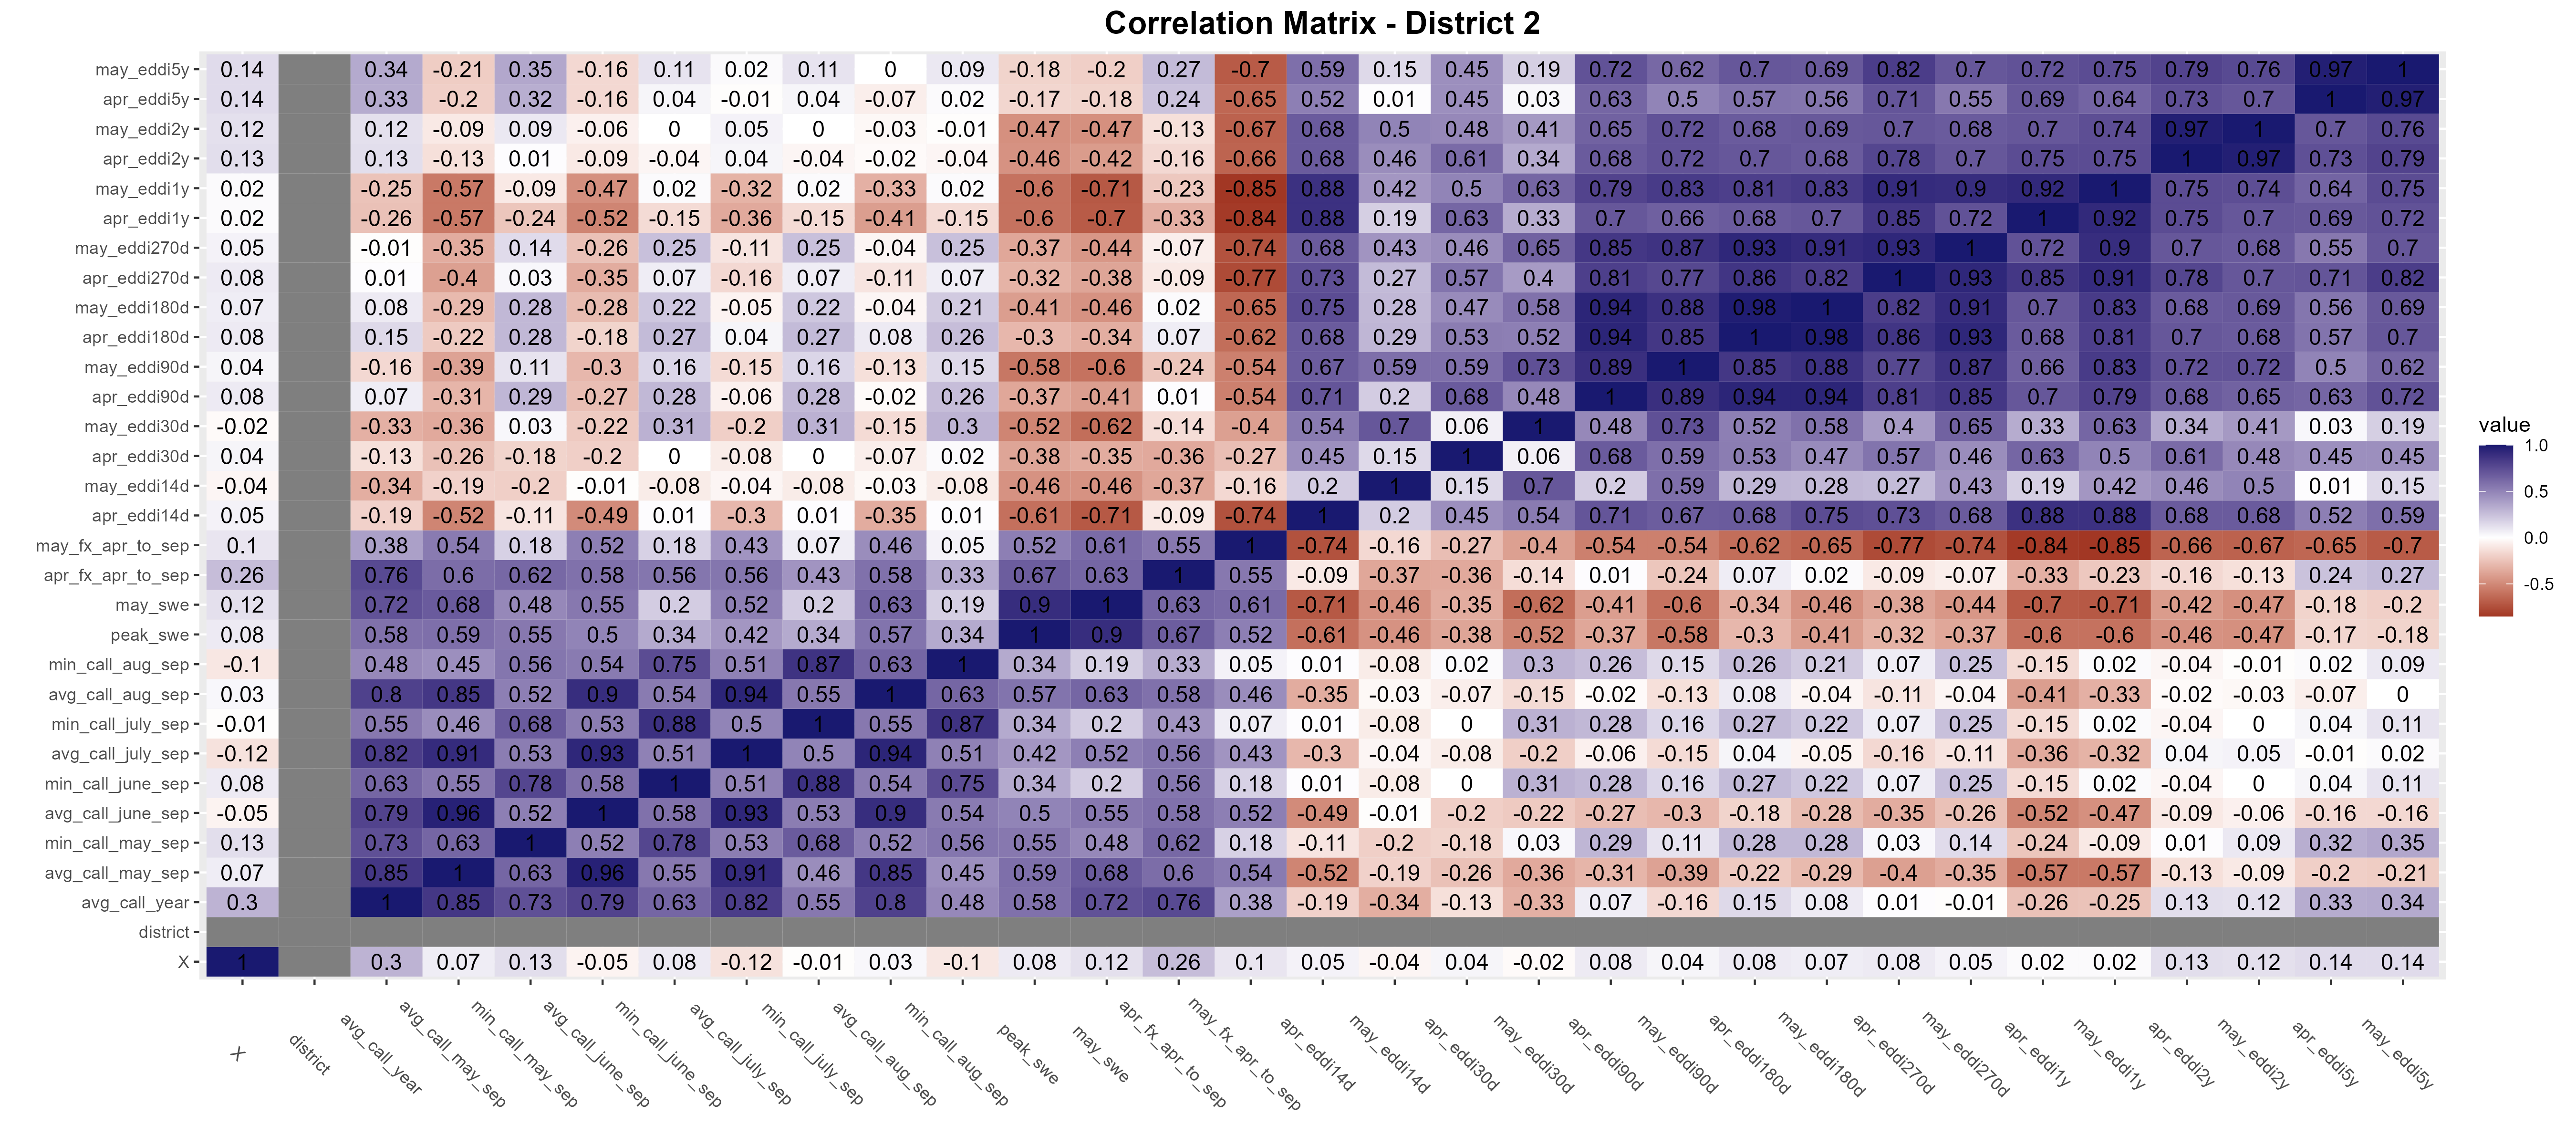 Correlation Matrix - District 2
may_eddi5y 0.14 0.34 -0.21 0.35 -0.16 0.11 0.02 0.11 0 0.09 -0.18 -0.2 0.27 -0.7 0.59 0.15 0.45 0.19 0.72 0.62 0.7 0.69 0.82 0.7 0.72 0.75 0.79 0.76 0.97 1
apr_eddi5y 0.14 0.33 -0.2 0.32 -0.16 0.04 -0.01 0.04 -0.07 0.02 -0.17 -0.18 0.24 -0.65 0.52 0.01 0.45 0.03 0.63 0.5 0.57 0.56 0.71 0.55 0.69 0.64 0.73 0.7 1 0.97
may_eddi2y 0.12 0.12 -0.09 0.09 -0.06 0 0.05 0 -0.03 -0.01 -0.47 -0.47 -0.13 -0.67 0.68 0.5 0.48 0.41 0.65 0.72 0.68 0.69 0.7 0.68 0.7 0.74 0.97 1 0.7 0.76
apr_eddi2y 0.13 0.13 -0.13 0.01 -0.09 -0.04 0.04 -0.04 -0.02 -0.04 -0.46 -0.42 -0.16 -0.66 0.68 0.46 0.61 0.34 0.68 0.72 0.7 0.68 0.78 0.7 0.75 0.75 1 0.97 0.73 0.79
may_eddi1y 0.02 -0.25 -0.57 -0.09 -0.47 0.02 -0.32 0.02 -0.33 0.02 -0.6 -0.71 -0.23 -0.85 0.88 0.42 0.5 0.63 0.79 0.83 0.81 0.83 0.91 0.9 0.92 1 0.75 0.74 0.64 0.75
apr_eddi1y 0.02 -0.26 -0.57 -0.24 -0.52 -0.15 -0.36 -0.15 -0.41 -0.15 -0.6 -0.7 -0.33 -0.84 0.88 0.19 0.63 0.33 0.7 0.66 0.68 0.7 0.85 0.72 1 0.92 0.75 0.7 0.69 0.72
may_eddi270d 0.05 -0.01 -0.35 0.14 -0.26 0.25 -0.11 0.25 -0.04 0.25 -0.37 -0.44 -0.07 -0.74 0.68 0.43 0.46 0.65 0.85 0.87 0.93 0.91 0.93 1 0.72 0.9 0.7 0.68 0.55 0.7
apr_eddi270d 0.08 0.01 -0.4 0.03 -0.35 0.07 -0.16 0.07 -0.11 0.07 -0.32 -0.38 -0.09 -0.77 0.73 0.27 0.57 0.4 0.81 0.77 0.86 0.82 1 0.93 0.85 0.91 0.78 0.7 0.71 0.82
may_eddi180d 0.07 0.08 -0.29 0.28 -0.28 0.22 -0.05 0.22 -0.04 0.21 -0.41 -0.46 0.02 -0.65 0.75 0.28 0.47 0.58 0.94 0.88 0.98 1 0.82 0.91 0.7 0.83 0.68 0.69 0.56 0.69
apr_eddi180d 0.08 0.15 -0.22 0.28 -0.18 0.27 0.04 0.27 0.08 0.26 -0.3 -0.34 0.07 -0.62 0.68 0.29 0.53 0.52 0.94 0.85 1 0.98 0.86 0.93 0.68 0.81 0.7 0.68 0.57 0.7
may_eddi90d 0.04 -0.16 -0.39 0.11 -0.3 0.16 -0.15 0.16 -0.13 0.15 -0.58 -0.6 -0.24 -0.54 0.67 0.59 0.59 0.73 0.89 1 0.85 0.88 0.77 0.87 0.66 0.83 0.72 0.72 0.5 0.62
apr_eddi90d 0.08 0.07 -0.31 0.29 -0.27 0.28 -0.06 0.28 -0.02 0.26 -0.37 -0.41 0.01 -0.54 0.71 0.2 0.68 0.48 1 0.89 0.94 0.94 0.81 0.85 0.7 0.79 0.68 0.65 0.63 0.72
may_eddi30d -0.02 -0.33 -0.36 0.03 -0.22 0.31 -0.2 0.31 -0.15 0.3 -0.52 -0.62 -0.14 -0.4 0.54 0.7 0.06 1 0.48 0.73 0.52 0.58 0.4 0.65 0.33 0.63 0.34 0.41 0.03 0.19
apr_eddi30d 0.04 -0.13 -0.26 -0.18 -0.2 0 -0.08 0 -0.07 0.02 -0.38 -0.35 -0.36 -0.27 0.45 0.15 1 0.06 0.68 0.59 0.53 0.47 0.57 0.46 0.63 0.5 0.61 0.48 0.45 0.45
may_eddi14d -0.04 -0.34 -0.19 -0.2 -0.01 -0.08 -0.04 -0.08 -0.03 -0.08 -0.46 -0.46 -0.37 -0.16 0.2 1 0.15 0.7 0.2 0.59 0.29 0.28 0.27 0.43 0.19 0.42 0.46 0.5 0.01 0.15
apr_eddi14d 0.05 -0.19 -0.52 -0.11 -0.49 0.01 -0.3 0.01 -0.35 0.01 -0.61 -0.71 -0.09 -0.74 1 0.2 0.45 0.54 0.71 0.67 0.68 0.75 0.73 0.68 0.88 0.88 0.68 0.68 0.52 0.59
may_fx_apr_to_sep 0.1 0.38 0.54 0.18 0.52 0.18 0.43 0.07 0.46 0.05 0.52 0.61 0.55 1 -0.74 -0.16 -0.27 -0.4 -0.54 -0.54 -0.62 -0.65 -0.77 -0.74 -0.84 -0.85 -0.66 -0.67 -0.65 -0.7
apr_fx_apr_to_sep 0.26 0.76 0.6 0.62 0.58 0.56 0.56 0.43 0.58 0.33 0.67 0.63 1 0.55 -0.09 -0.37 -0.36 -0.14 0.01 -0.24 0.07 0.02 -0.09 -0.07 -0.33 -0.23 -0.16 -0.13 0.24 0.27
may_swe 0.12 0.72 0.68 0.48 0.55 0.2 0.52 0.2 0.63 0.19 0.9 1 0.63 0.61 -0.71 -0.46 -0.35 -0.62 -0.41 -0.6 -0.34 -0.46 -0.38 -0.44 -0.7 -0.71 -0.42 -0.47 -0.18 -0.2
peak_swe 0.08 0.58 0.59 0.55 0.5 0.34 0.42 0.34 0.57 0.34 1 0.9 0.67 0.52 -0.61 -0.46 -0.38 -0.52 -0.37 -0.58 -0.3 -0.41 -0.32 -0.37 -0.6 -0.6 -0.46 -0.47 -0.17 -0.18
min_call_aug_sep -0.1 0.48 0.45 0.56 0.54 0.75 0.51 0.87 0.63 1 0.34 0.19 0.33 0.05 0.01 -0.08 0.02 0.3 0.26 0.15 0.26 0.21 0.07 0.25 -0.15 0.02 -0.04 -0.01 0.02 0.09
avg_call_aug_sep 0.03 0.8 0.85 0.52 0.9 0.54 0.94 0.55 1 0.63 0.57 0.63 0.58 0.46 -0.35 -0.03 -0.07 -0.15 -0.02 -0.13 0.08 -0.04 -0.11 -0.04 -0.41 -0.33 -0.02 -0.03 -0.07 0
min_call_july_sep -0.01 0.55 0.46 0.68 0.53 0.88 0.5 1 0.55 0.87 0.34 0.2 0.43 0.07 0.01 -0.08 0 0.31 0.28 0.16 0.27 0.22 0.07 0.25 -0.15 0.02 -0.04 0 0.04 0.11
avg_call_july_sep -0.12 0.82 0.91 0.53 0.93 0.51 1 0.5 0.94 0.51 0.42 0.52 0.56 0.43 -0.3 -0.04 -0.08 -0.2 -0.06 -0.15 0.04 -0.05 -0.16 -0.11 -0.36 -0.32 0.04 0.05 -0.01 0.02
min_call_june_sep 0.08 0.63 0.55 0.78 0.58 1 0.51 0.88 0.54 0.75 0.34 0.2 0.56 0.18 0.01 -0.08 0 0.31 0.28 0.16 0.27 0.22 0.07 0.25 -0.15 0.02 -0.04 0 0.04 0.11
avg_call_june_sep -0.05 0.79 0.96 0.52 1 0.58 0.93 0.53 0.9 0.54 0.5 0.55 0.58 0.52 -0.49 -0.01 -0.2 -0.22 -0.27 -0.3 -0.18 -0.28 -0.35 -0.26 -0.52 -0.47 -0.09 -0.06 -0.16 -0.16
min_call_may_sep 0.13 0.73 0.63 1 0.52 0.78 0.53 0.68 0.52 0.56 0.55 0.48 0.62 0.18 -0.11 -0.2 -0.18 0.03 0.29 0.11 0.28 0.28 0.03 0.14 -0.24 -0.09 0.01 0.09 0.32 0.35
avg_call_may_sep 0.07 0.85 1 0.63 0.96 0.55 0.91 0.46 0.85 0.45 0.59 0.68 0.6 0.54 -0.52 -0.19 -0.26 -0.36 -0.31 -0.39 -0.22 -0.29 -0.4 -0.35 -0.57 -0.57 -0.13 -0.09 -0.2 -0.21
avg_call_year 0.3 1 0.85 0.73 0.79 0.63 0.82 0.55 0.8 0.48 0.58 0.72 0.76 0.38 -0.19 -0.34 -0.13 -0.33 0.07 -0.16 0.15 0.08 0.01 -0.01 -0.26 -0.25 0.13 0.12 0.33 0.34
district
X 1 0.3 0.07 0.13 -0.05 0.08 -0.12 -0.01 0.03 -0.1 0.08 0.12 0.26 0.1 0.05 -0.04 0.04 -0.02 0.08 0.04 0.08 0.07 0.08 0.05 0.02 0.02 0.13 0.12 0.14 0.14
X
district
avg_call_year
avg_call_may_sep
min_call_may_sep
avg_call_june_sep
min_call_june_sep
avg_call_july_sep
min_call_july_sep
avg_call_aug_sep
min_call_aug_sep
peak_swe
may_swe
apr_fx_apr_to_sep
may_fx_apr_to_sep
apr_eddi14d
may_eddi14d
apr_eddi30d
may_eddi30d
apr_eddi90d
may_eddi90d
apr_eddi180d
may_eddi180d
apr_eddi270d
may_eddi270d
apr_eddi1y
may_eddi1y
apr_eddi2y
may_eddi2y
apr_eddi5y
may_eddi5y
value
1.0
0.5
0.0
-0.5